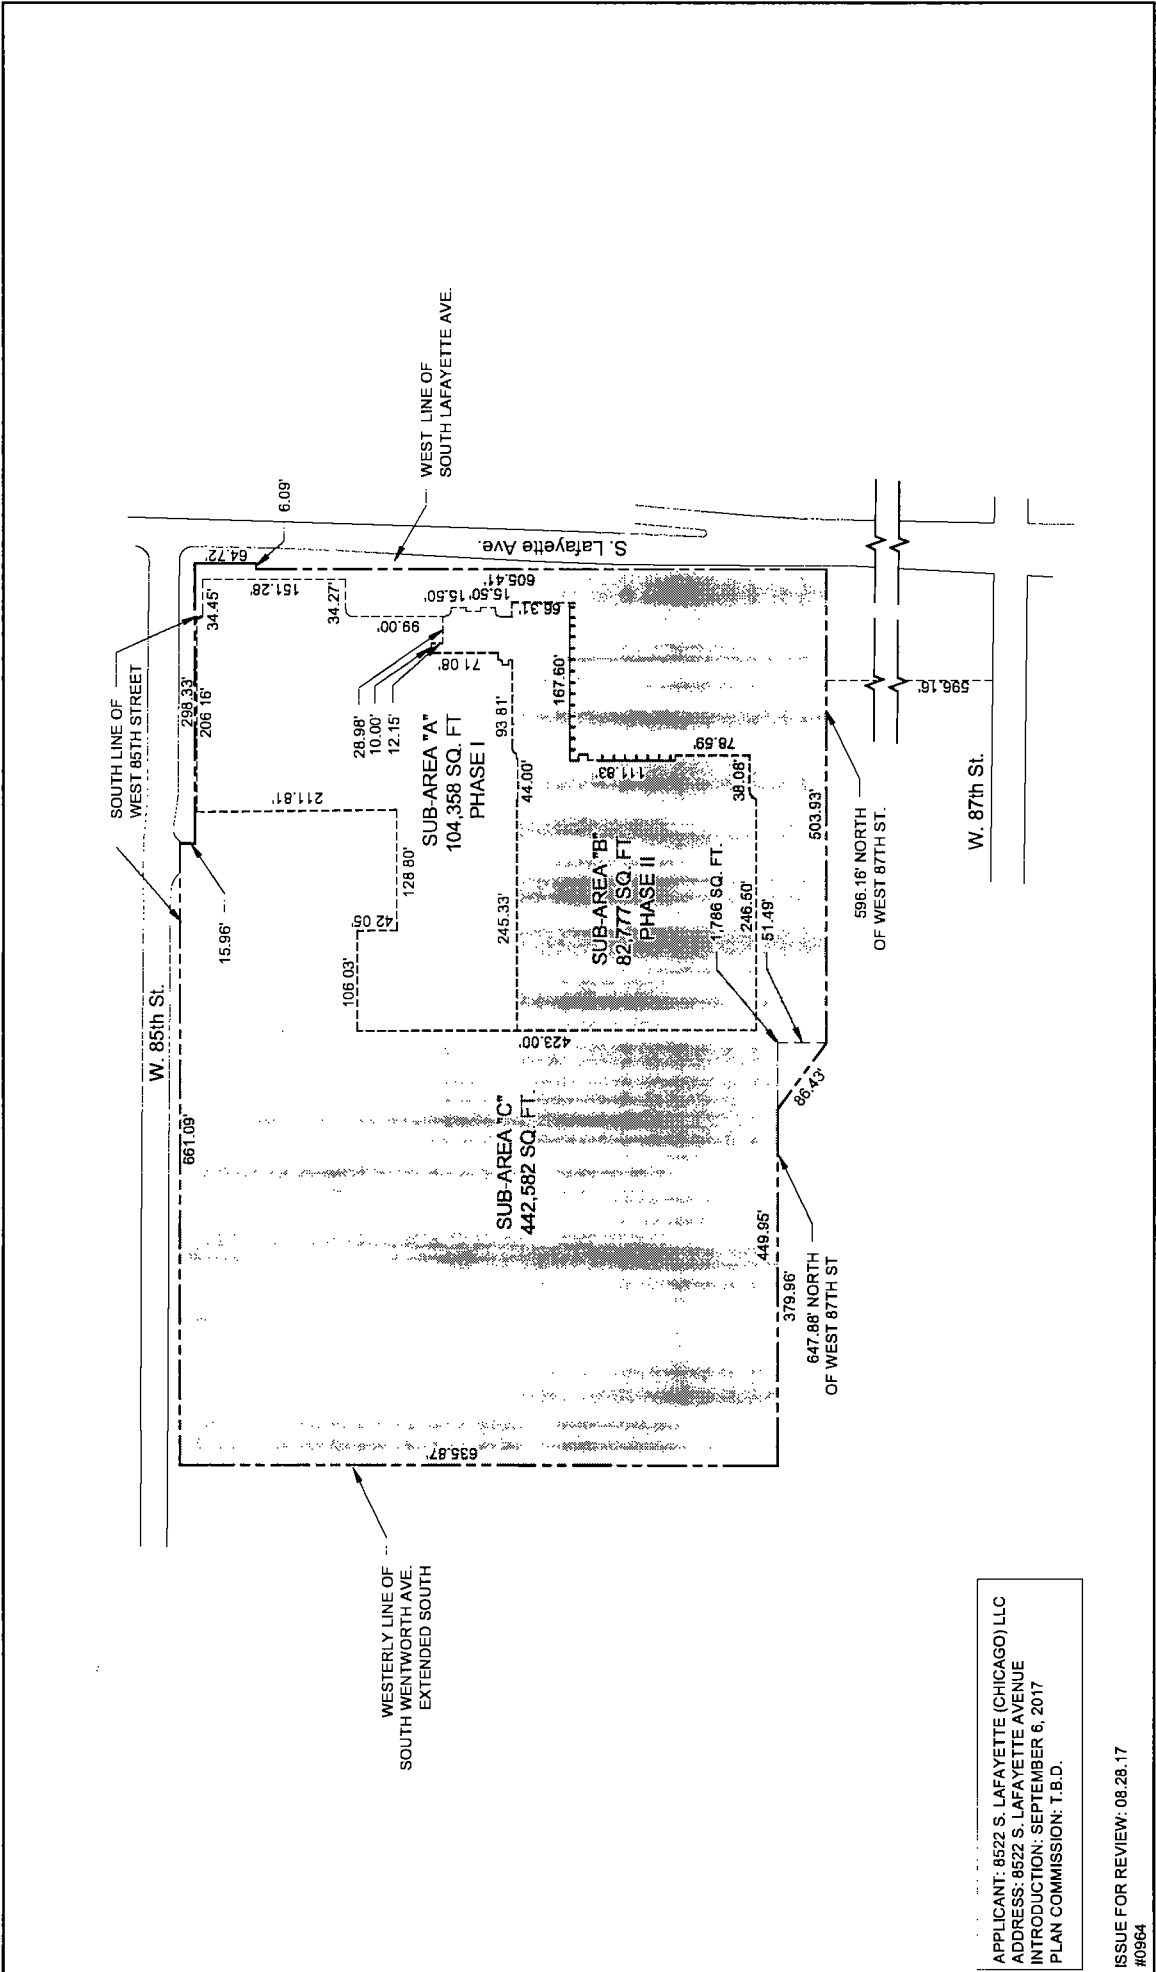 SOUTH LINE OF
WEST 85TH STREET
W. 85th St.
661.09'
15.96'
298.33'
206 16'
34.45'
64.72'
6.09'
151.28'
34.27'
99.00'
WEST LINE OF
SOUTH LAFAYETTE AVE.
S. Lafayette Ave.
605.41'
15.50' 15.50'
66.31'
28.98'
10.00'
12.15'
71 08'
93 81'
44.00'
167.60'
211.81'
128 80'
42.05'
106 03'
SUB-AREA "A"
104,358 SQ. FT
PHASE I
245.33'
423.00'
SUB-AREA "B"
82,777 SQ. FT
PHASE II
111.83'
78.59'
38.08'
1,786 SQ. FT.
246.60'
51.49'
503.93'
86.43'
SUB-AREA "C"
442,582 SQ. FT.
635.87'
449.95'
379.96'
647.88' NORTH
OF WEST 87TH ST
596.16' NORTH
OF WEST 87TH ST.
596.16'
W. 87th St.
WESTERLY LINE OF
SOUTH WENTWORTH AVE.
EXTENDED SOUTH
APPLICANT: 8522 S. LAFAYETTE (CHICAGO) LLC
ADDRESS: 8522 S. LAFAYETTE AVENUE
INTRODUCTION: SEPTEMBER 6, 2017
PLAN COMMISSION: T.B.D.
ISSUE FOR REVIEW: 08.28.17
#0964